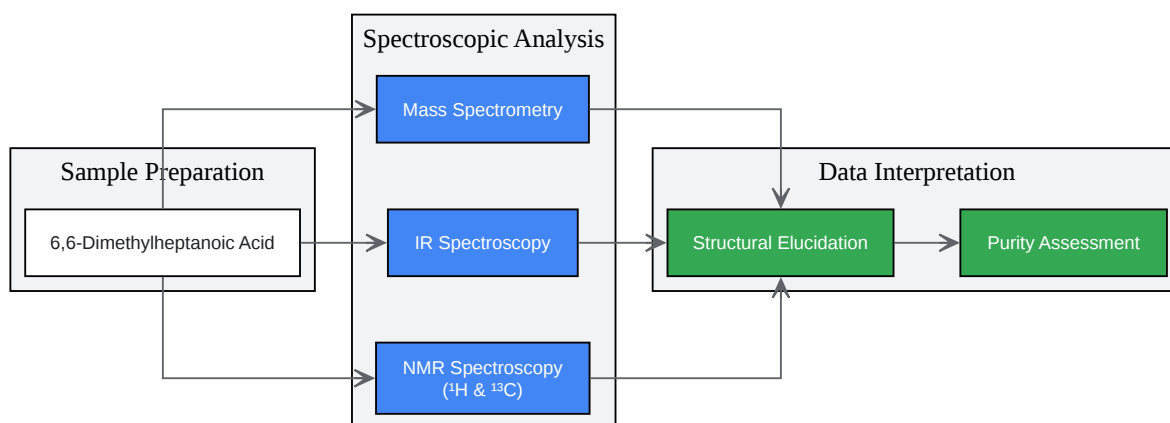 Spectroscopic Analysis
Mass Spectrometry
Sample Preparation
Data Interpretation
6,6-Dimethylheptanoic Acid
IR Spectroscopy
Structural Elucidation
Purity Assessment
NMR Spectroscopy
(¹H & ¹³C)